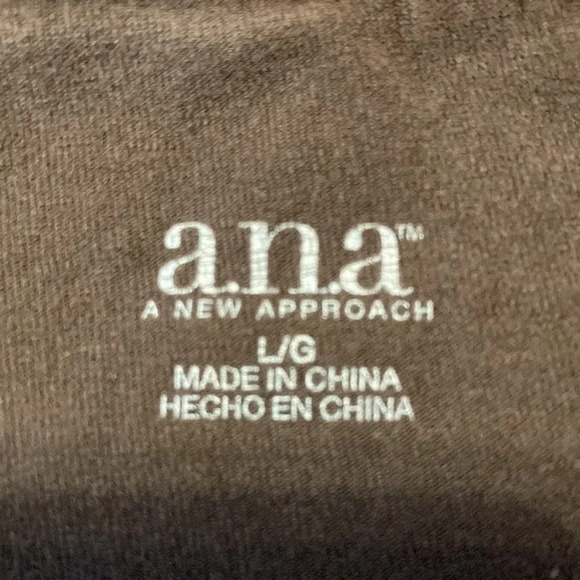 a.n.a™
A NEW APPROACH
L/G
MADE IN CHINA
HECHO EN CHINA